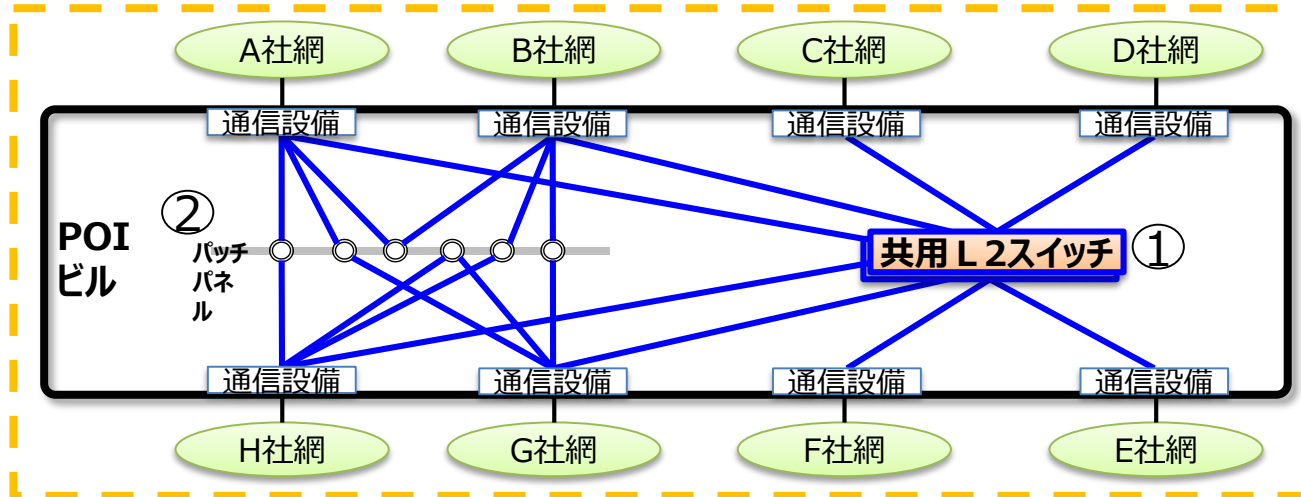 A社網
B社網
C社網
D社網
通信設備
通信設備
通信設備
通信設備
POI
ビル
②
パッチ
パネ
ル
共用L2スイッチ
①
通信設備
通信設備
通信設備
通信設備
H社網
G社網
F社網
E社網